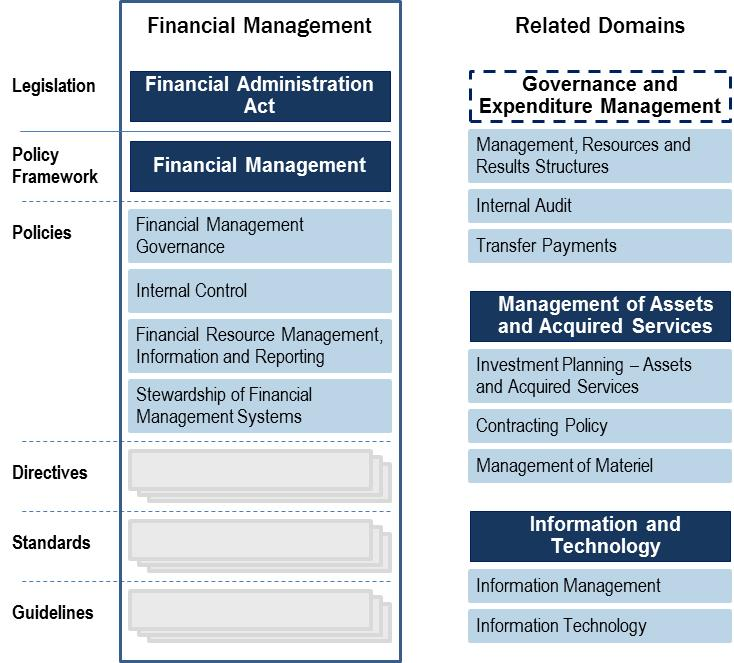 Financial Management
Legislation
Financial Administration
Act
Policy
Framework
Financial Management
Policies
Financial Management
Governance
Internal Control
Financial Resource Management,
Information and Reporting
Stewardship of Financial
Management Systems
Directives
Standards
Guidelines
Related Domains
Governance and
Expenditure Management
Management, Resources and
Results Structures
Internal Audit
Transfer Payments
Management of Assets
and Acquired Services
Investment Planning – Assets
and Acquired Services
Contracting Policy
Management of Materiel
Information and
Technology
Information Management
Information Technology